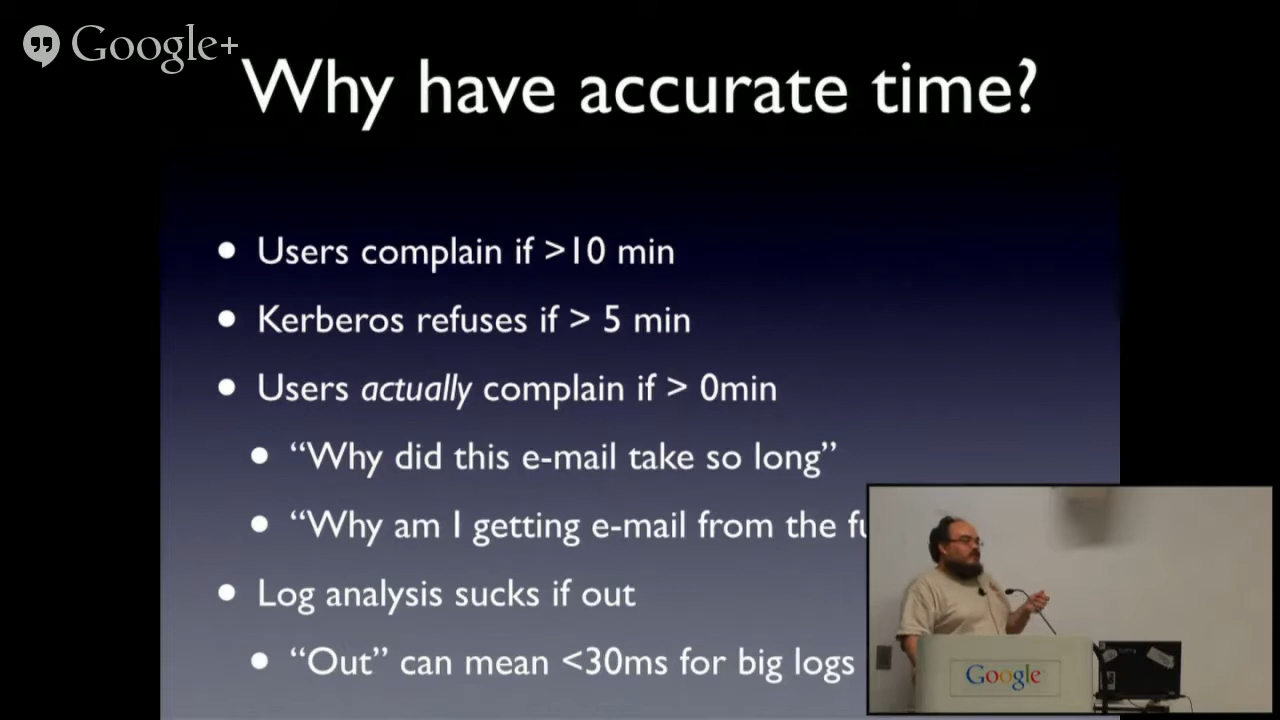 Google+
Why have accurate time?
Users complain if >10 min
Kerberos refuses if > 5 min
Users actually complain if > 0min
“Why did this e-mail take so long”
“Why am I getting e-mail from the
Log analysis sucks if out
“Out” can mean <30ms for big logs
Google